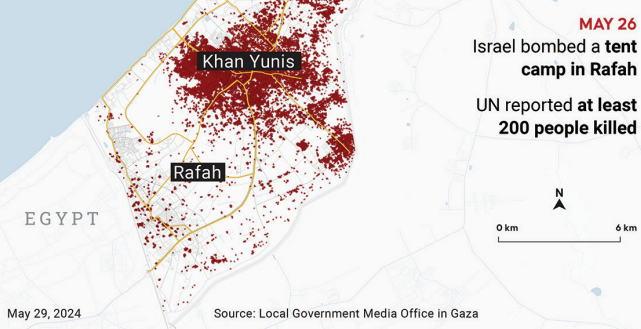 MAY 26
Israel bombed a tent
camp in Rafah
UN reported at least
200 people killed
Khan Yunis
Rafah
EGYPT
N
0 km
6 km
May 29, 2024
Source: Local Government Media Office in Gaza